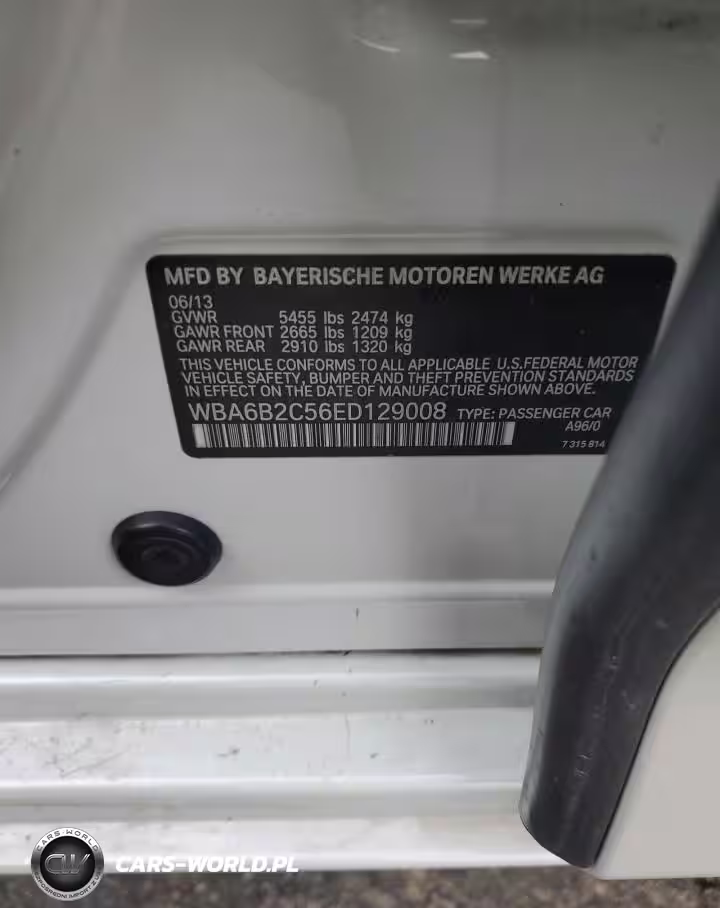 MFD BY BAYERISCHE MOTOREN WERKE AG
06/13
GVWR 5455 lbs 2474 kg
GAWR FRONT 2665 lbs 1209 kg
GAWR REAR 2910 lbs 1320 kg
THIS VEHICLE CONFORMS TO ALL APPLICABLE U.S.FEDERAL MOTOR
VEHICLE SAFETY, BUMPER AND THEFT PREVENTION STANDARDS
IN EFFECT ON THE DATE OF MANUFACTURE SHOWN ABOVE.
WBA6B2C56ED129008 TYPE: PASSENGER CAR
A96/0
7 315 814
CARS-WORLD
CW
CARS-WORLD.PL